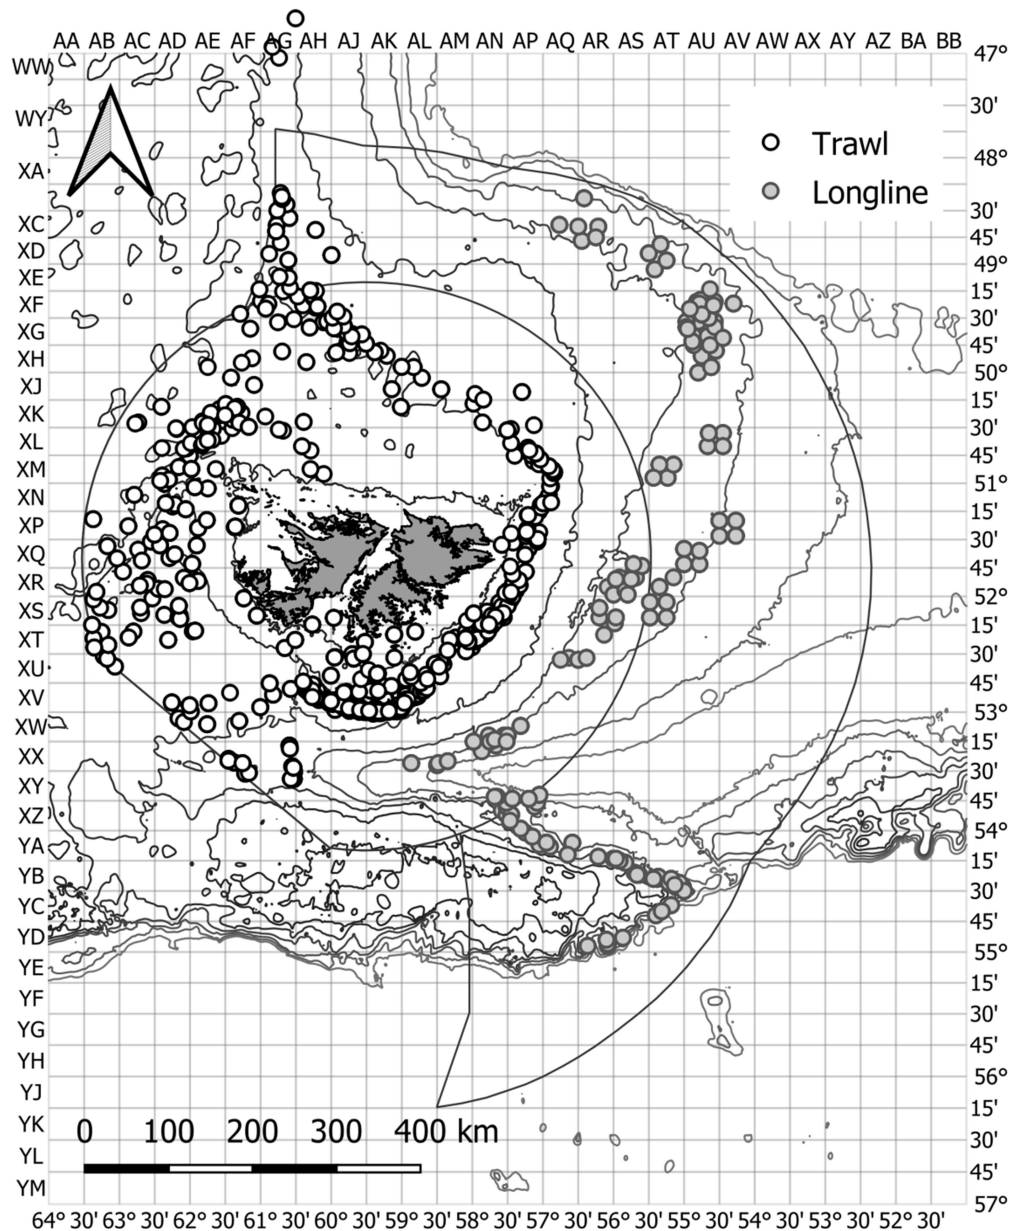 AA AB AC AD AE AF AG AH AJ AK AL AM AN AP AQ AR AS AT AU AV AW AX AY AZ BA BB
WW 47°
WY 30'
XA 48°
Trawl
Longline
XC 30'
XD 45'
XE 49°
XF 15'
XG 30'
XH 45'
XJ 50°
XK 15'
XL 30'
XM 45'
XN 51°
XP 15'
XQ 30'
XR 45'
XS 52°
XT 15'
XU 30'
XV 45'
XW 53°
XX 15'
XY 30'
XZ 45'
YA 54°
YB 15'
YC 30'
YD 45'
YE 55°
YF 15'
YG 30'
YH 45'
YJ 56°
YK 15'
YL 30'
YM 45'
57°
0 100 200 300 400 km
64° 30' 63° 30' 62° 30' 61° 30' 60° 30' 59° 30' 58° 30' 57° 30' 56° 30' 55° 30' 54° 30' 53° 30' 52° 30'